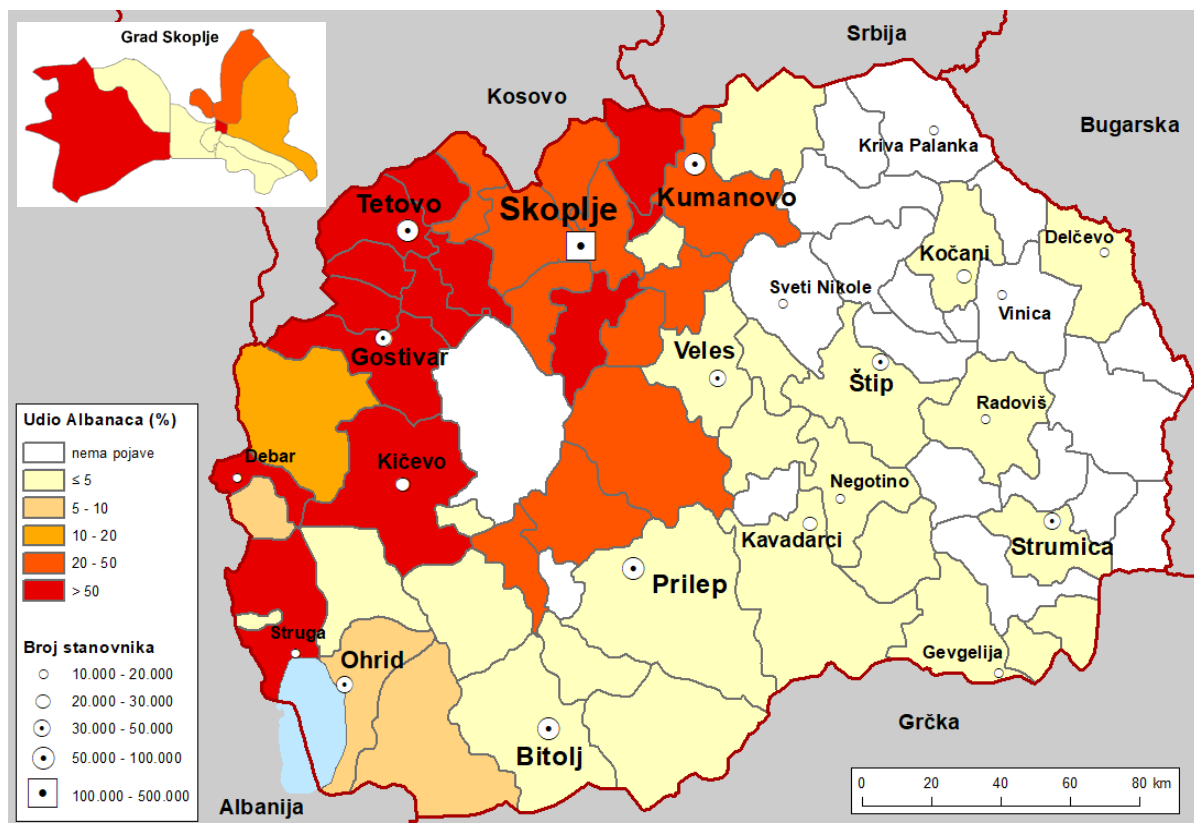 Grad Skoplje
Srbija
Kosovo
Bugarska
Kriva Palanka
Tetovo
Skoplje
Kumanovo
Kočani
Delčevo
Sveti Nikole
Vinica
Gostivar
Veles
Štip
Radoviš
Debar
Kičevo
Negotino
Kavadarci
Strumica
Prilep
Struga
Ohrid
Gevgelija
Bitolj
Grčka
Albanija
Udio Albanaca (%)
nema pojave
≤ 5
5 - 10
10 - 20
20 - 50
> 50
Broj stanovnika
10.000 - 20.000
20.000 - 30.000
30.000 - 50.000
50.000 - 100.000
100.000 - 500.000
0 20 40 60 80 km